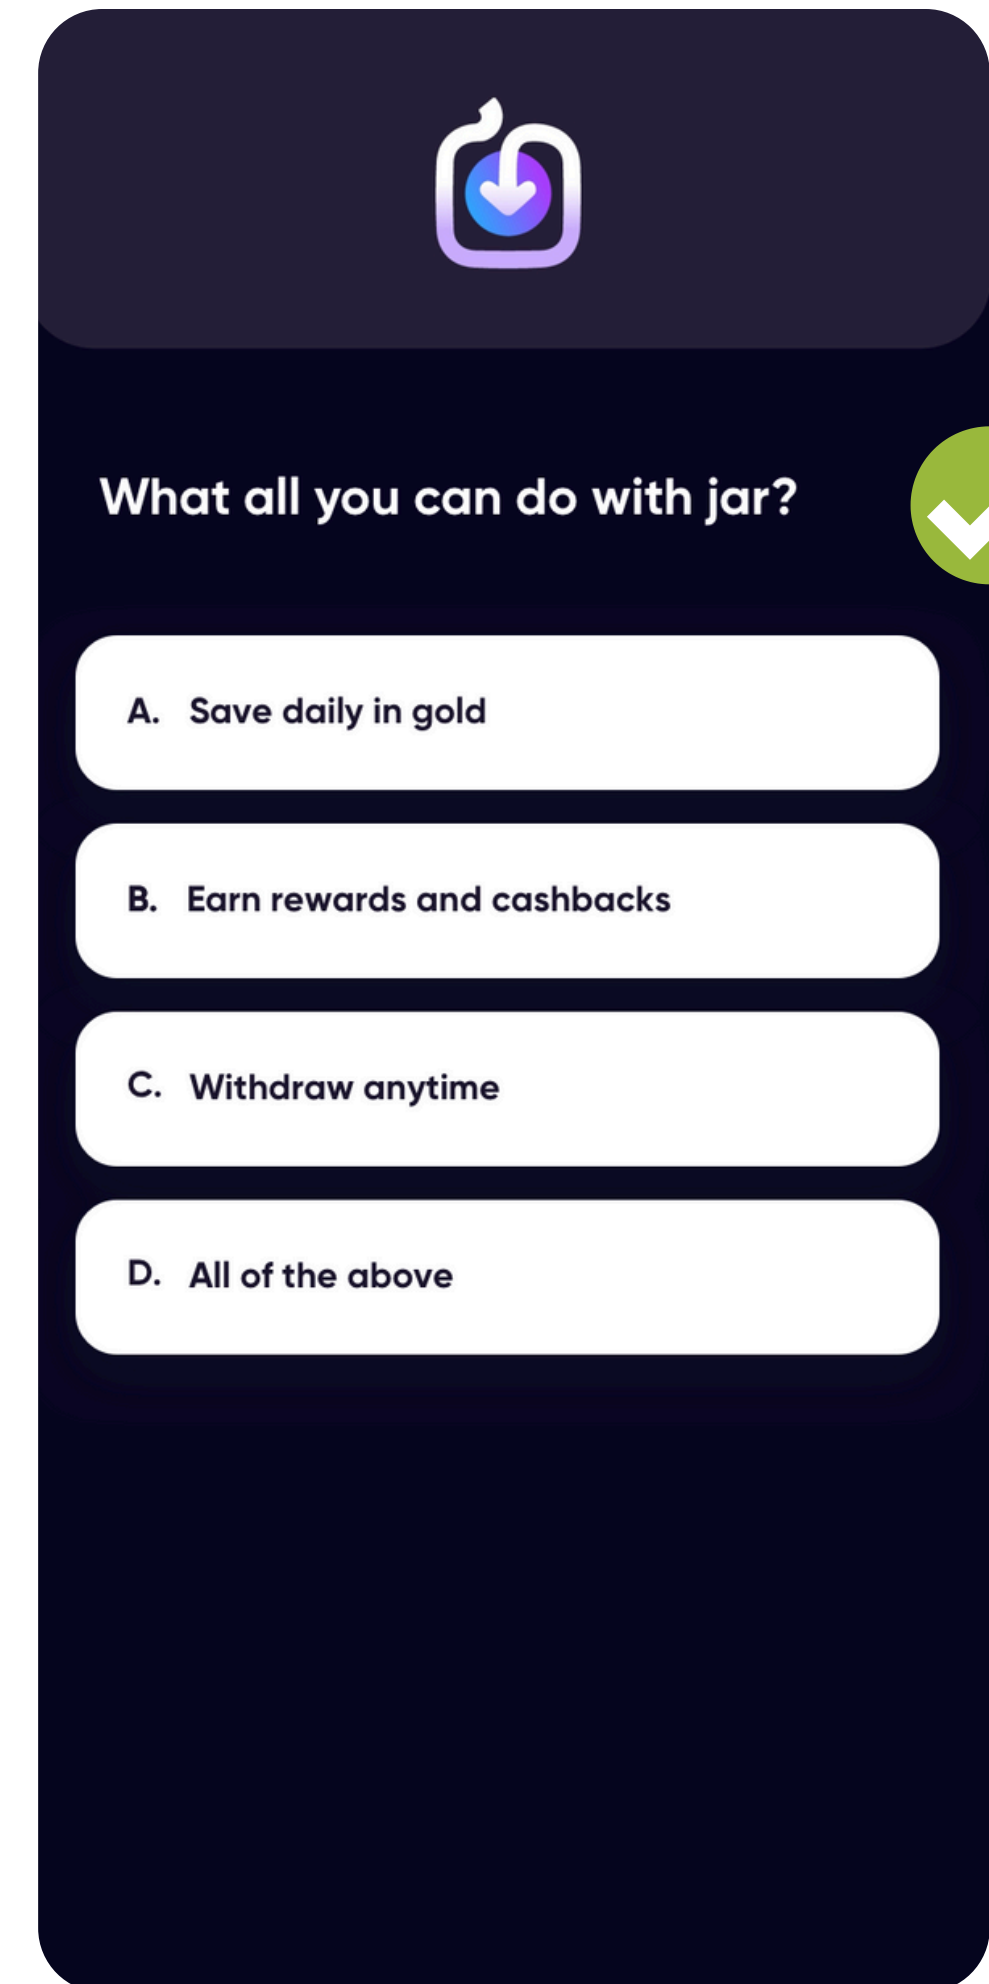 What all you can do with jar?
A. Save daily in gold
B. Earn rewards and cashbacks
C. Withdraw anytime
D. All of the above